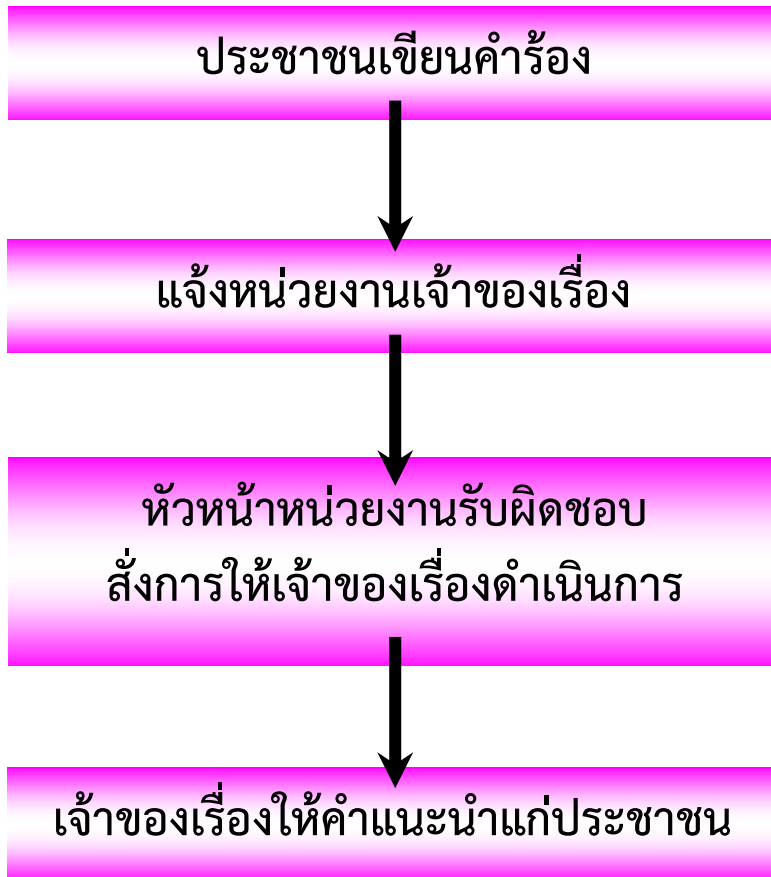 ประชาชนเขียนคำร้อง
แจ้งหน่วยงานเจ้าของเรื่อง
หัวหน้าหน่วยงานรับผิดชอบ
สั่งการให้เจ้าของเรื่องดำเนินการ
เจ้าของเรื่องให้คำแนะนำแก่ประชาชน